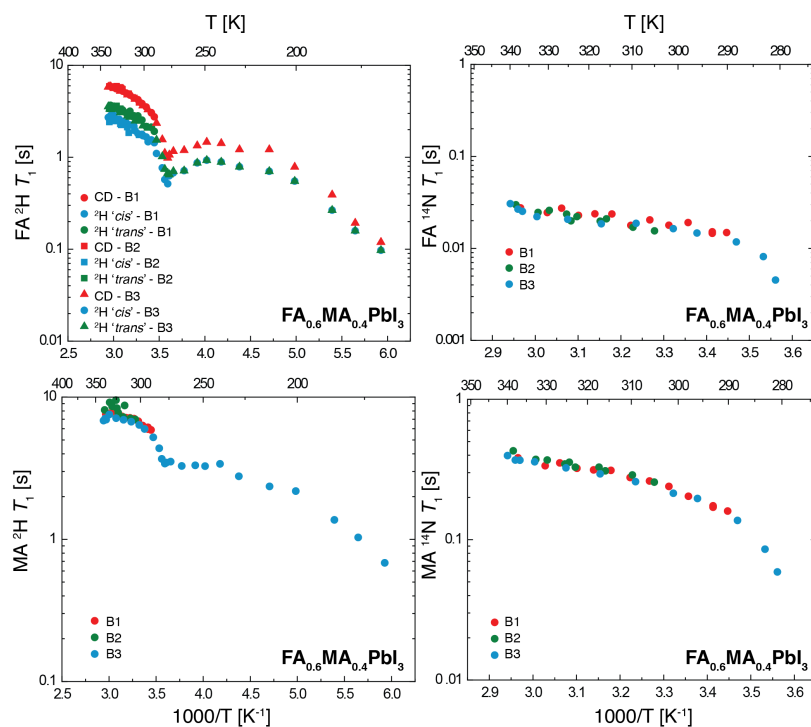 T [K]
400 350 300 250 200
10
1
0.1
0.01
FA ²H T₁ [s]
CD - B1
²H 'cis' - B1
²H 'trans' - B1
CD - B2
²H 'cis' - B2
²H 'trans' - B2
CD - B3
²H 'cis' - B3
²H 'trans' - B3
FA₀.₆MA₀.₄PbI₃
2.5 3.0 3.5 4.0 4.5 5.0 5.5 6.0
T [K]
350 340 330 320 310 300 290 280
1
0.1
0.01
0.001
FA ¹⁴N T₁ [s]
B1
B2
B3
FA₀.₆MA₀.₄PbI₃
2.9 3.0 3.1 3.2 3.3 3.4 3.5 3.6
400 350 300 250 200
10
1
0.1
MA ²H T₁ [s]
B1
B2
B3
FA₀.₆MA₀.₄PbI₃
2.5 3.0 3.5 4.0 4.5 5.0 5.5 6.0
1000/T [K⁻¹]
350 340 330 320 310 300 290 280
1
0.1
0.01
MA ¹⁴N T₁ [s]
B1
B2
B3
FA₀.₆MA₀.₄PbI₃
2.9 3.0 3.1 3.2 3.3 3.4 3.5 3.6
1000/T [K⁻¹]